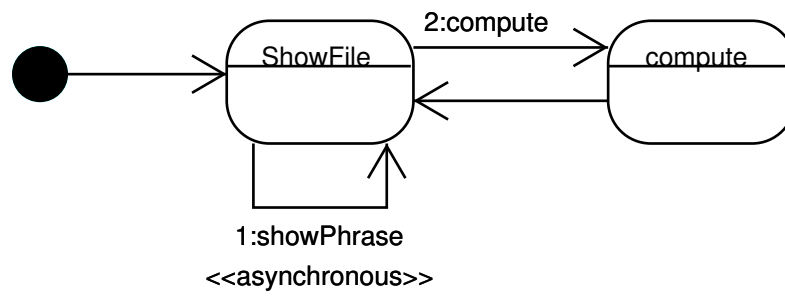 2:compute
ShowFile
compute
1:showPhrase
<<asynchronous>>